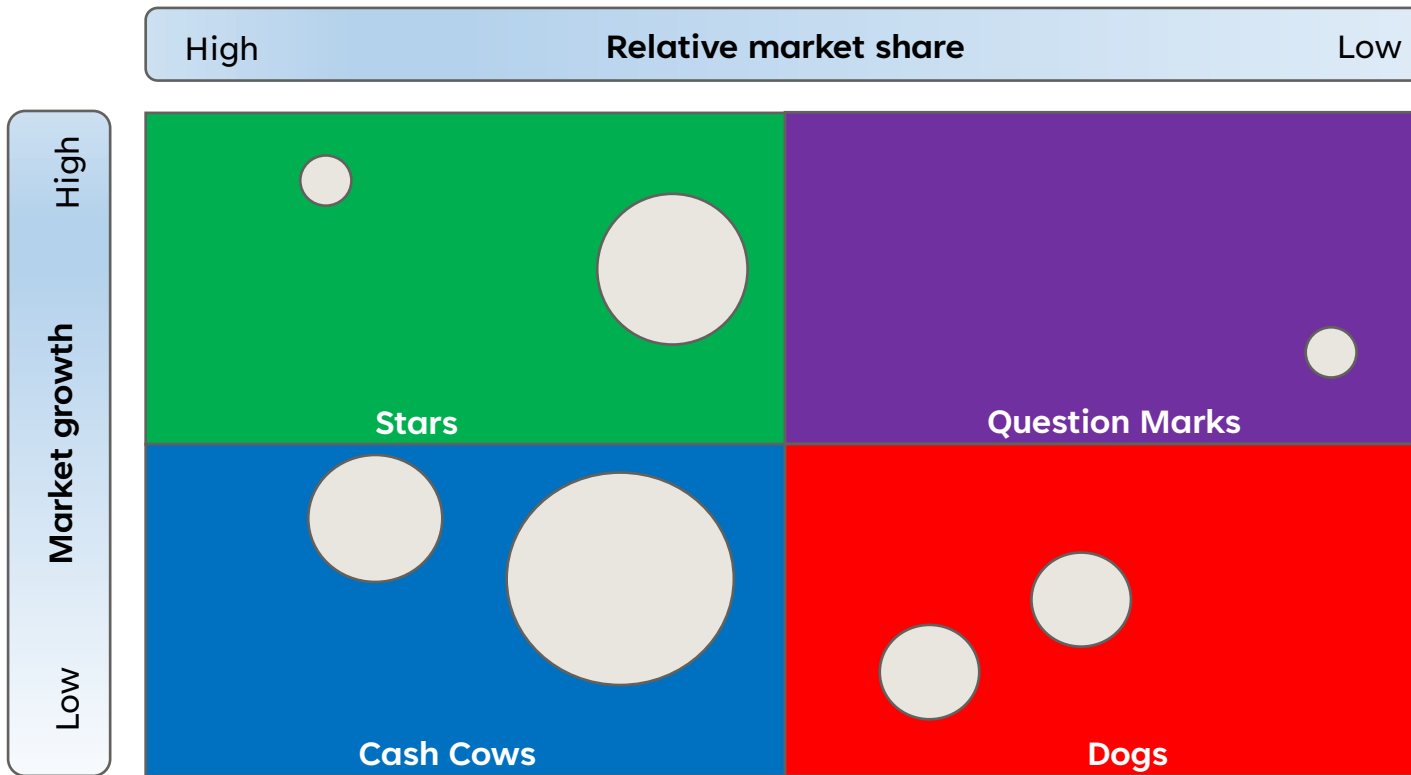 High Relative market share Low
High
Market growth
Low
Stars
Question Marks
Cash Cows
Dogs